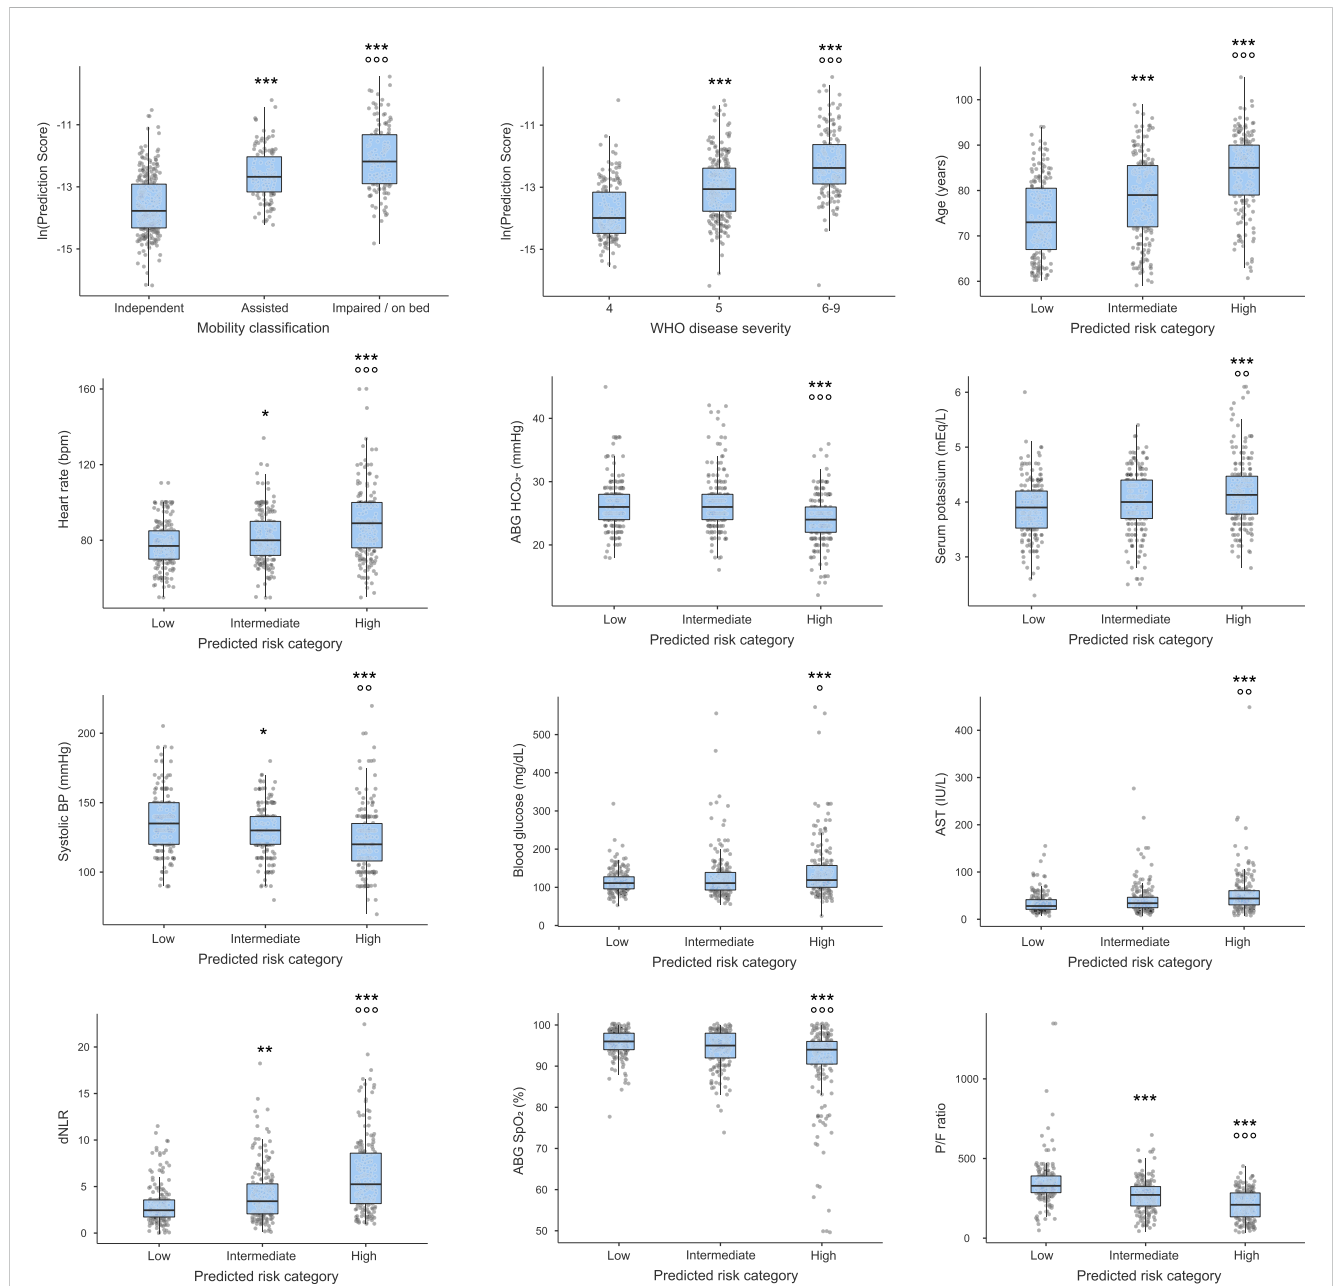 ***
°°°
***
-11
-13
-15
ln(Prediction Score)
Independent Assisted Impaired / on bed
Mobility classification
***
°°°
***
-11
-13
-15
ln(Prediction Score)
4 5 6-9
WHO disease severity
***
°°°
***
100
90
80
70
60
Age (years)
Low Intermediate High
Predicted risk category
***
°°°
*
160
120
80
Heart rate (bpm)
Low Intermediate High
Predicted risk category
***
°°°
40
30
20
ABG HCO₃- (mmHg)
Low Intermediate High
Predicted risk category
***
°°
6
5
4
3
Serum potassium (mEq/L)
Low Intermediate High
Predicted risk category
***
°°
*
200
150
100
Systolic BP (mmHg)
Low Intermediate High
Predicted risk category
***
°
500
400
300
200
100
0
Blood glucose (mg/dL)
Low Intermediate High
Predicted risk category
***
°°
400
300
200
100
0
AST (IU/L)
Low Intermediate High
Predicted risk category
***
°°°
**
20
15
10
5
0
dNLR
Low Intermediate High
Predicted risk category
***
°°°
100
90
80
70
60
50
ABG SpO₂ (%)
Low Intermediate High
Predicted risk category
***
***
°°°
1000
500
0
P/F ratio
Low Intermediate High
Predicted risk category